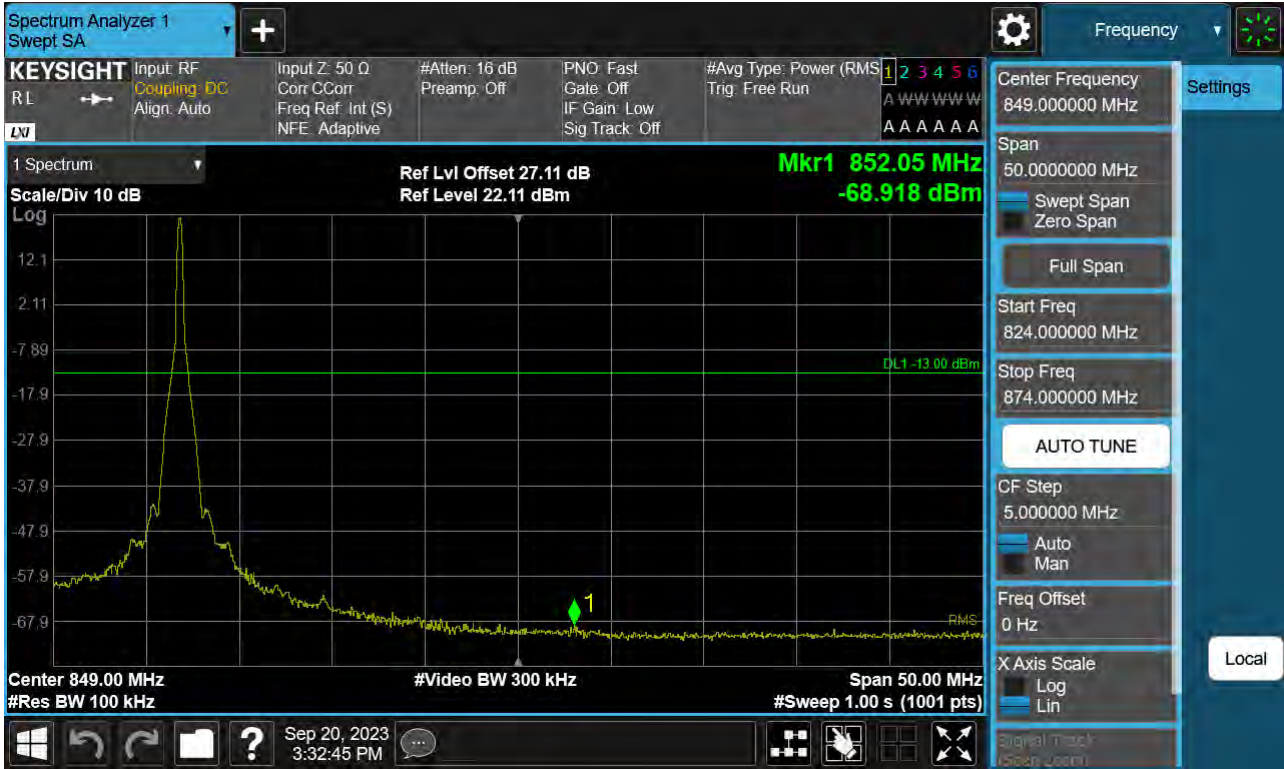 Spectrum Analyzer 1
Swept SA
Frequency
KEYSIGHT
RL
LXI
Input: RF
Coupling: DC
Align: Auto
Input Z: 50 Ω
Corr CCorr
Freq Ref: Int (S)
NFE: Adaptive
#Atten: 16 dB
Preamp: Off
PNO: Fast
Gate: Off
IF Gain: Low
Sig Track: Off
#Avg Type: Power (RMS
Trig: Free Run
1 2 3 4 5 6
A W W W W W
A A A A A A
1 Spectrum
Scale/Div 10 dB
Log
Ref Lvl Offset 27.11 dB
Ref Level 22.11 dBm
Mkr1 852.05 MHz
-68.918 dBm
12.1
2.11
-7.89
DL1 -13.00 dBm
-17.9
-27.9
-37.9
-47.9
-57.9
1
-67.9
RMS
Center 849.00 MHz
#Video BW 300 kHz
Span 50.00 MHz
#Res BW 100 kHz
#Sweep 1.00 s (1001 pts)
?
Sep 20, 2023
3:32:45 PM
Center Frequency
849.000000 MHz
Settings
Span
50.0000000 MHz
Swept Span
Zero Span
Full Span
Start Freq
824.000000 MHz
Stop Freq
874.000000 MHz
AUTO TUNE
CF Step
5.000000 MHz
Auto
Man
Freq Offset
0 Hz
X Axis Scale
Log
Lin
Local
Signal Track
(Span Zoom)